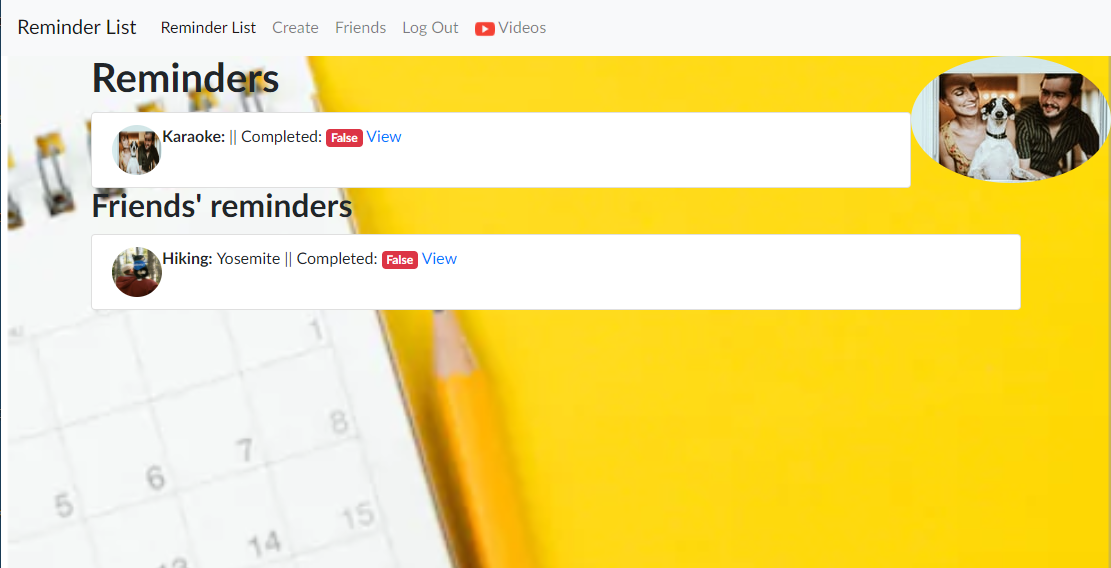 Reminder List Reminder List Create Friends Log Out Videos
Reminders
Karaoke: || Completed: False View
Friends' reminders
Hiking: Yosemite || Completed: False View
1
8
7
6
5
15
14
13